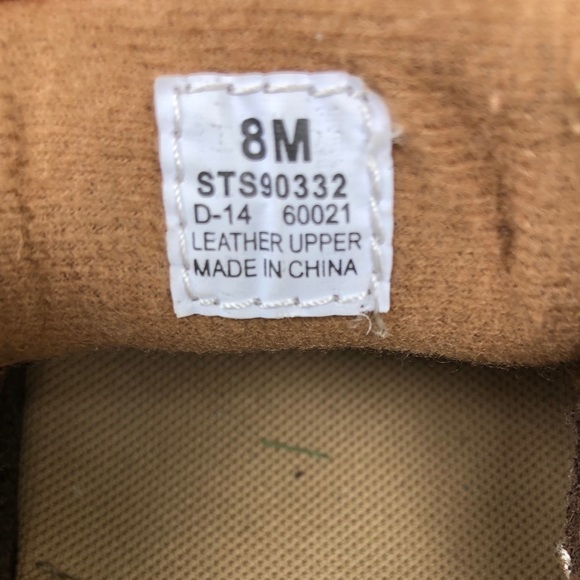 8M
STS90332
D-14 60021
LEATHER UPPER
MADE IN CHINA